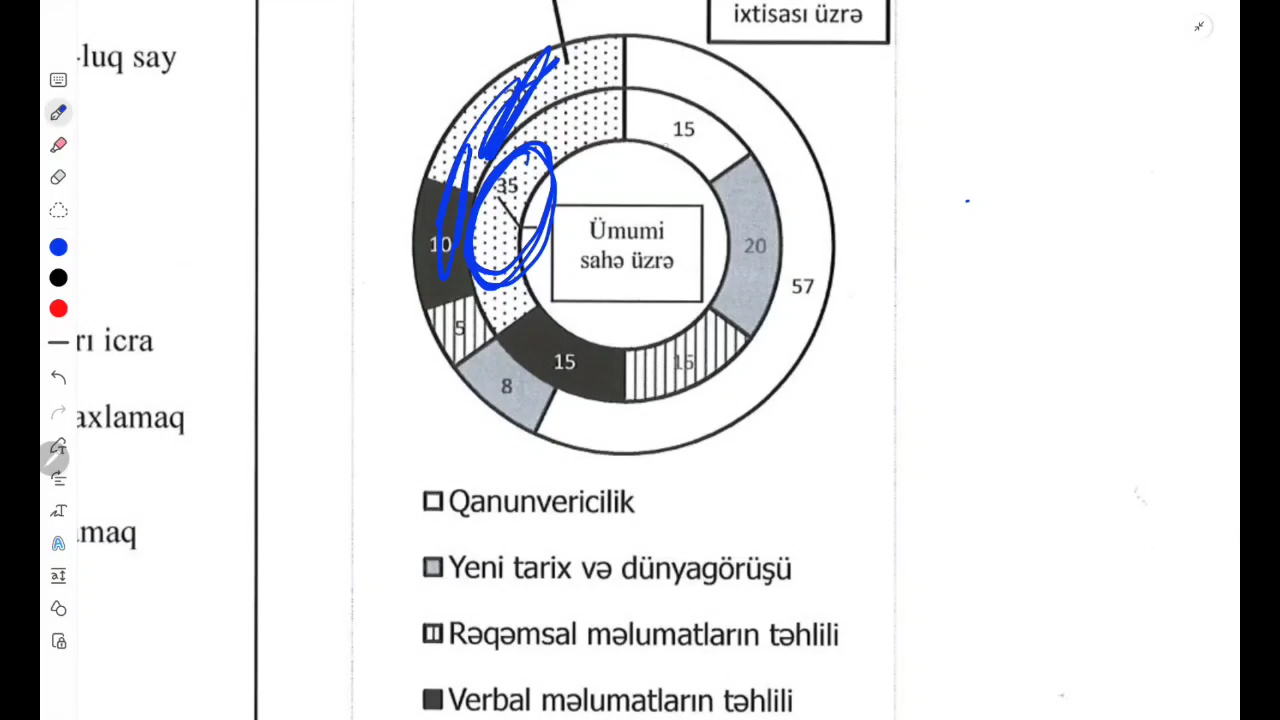 ixtisası üzrə
-luq say
15
35
Ümumi
sahə üzrə
10
20
57
5
rı icra
15
15
8
axlamaq
Qanunvericilik
amaq
Yeni tarix və dünyagörüşü
Rəqəmsal məlumatların təhlili
Verbal məlumatların təhlili